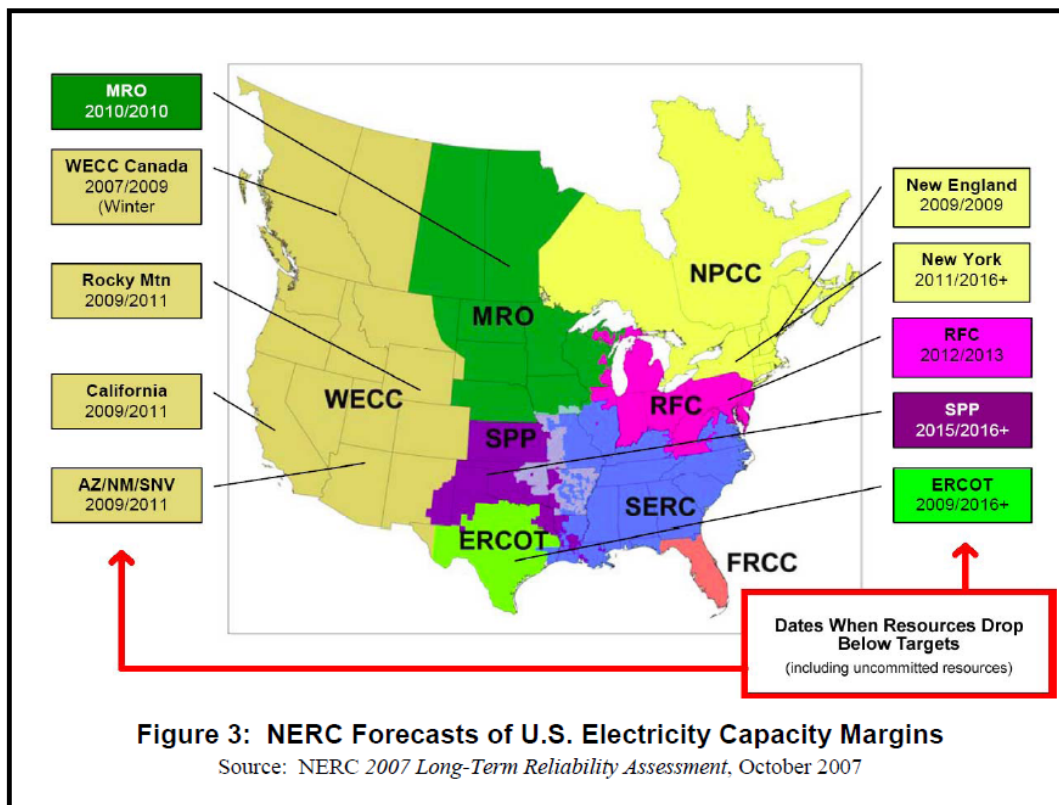 MRO
2010/2010
WECC Canada
2007/2009
(Winter
Rocky Mtn
2009/2011
California
2009/2011
AZ/NM/SNV
2009/2011
NPCC
MRO
WECC
RFC
SPP
SERC
ERCOT
FRCC
New England
2009/2009
New York
2011/2016+
RFC
2012/2013
SPP
2015/2016+
ERCOT
2009/2016+
Dates When Resources Drop
Below Targets
(including uncommitted resources)
Figure 3: NERC Forecasts of U.S. Electricity Capacity Margins
Source: NERC 2007 Long-Term Reliability Assessment, October 2007